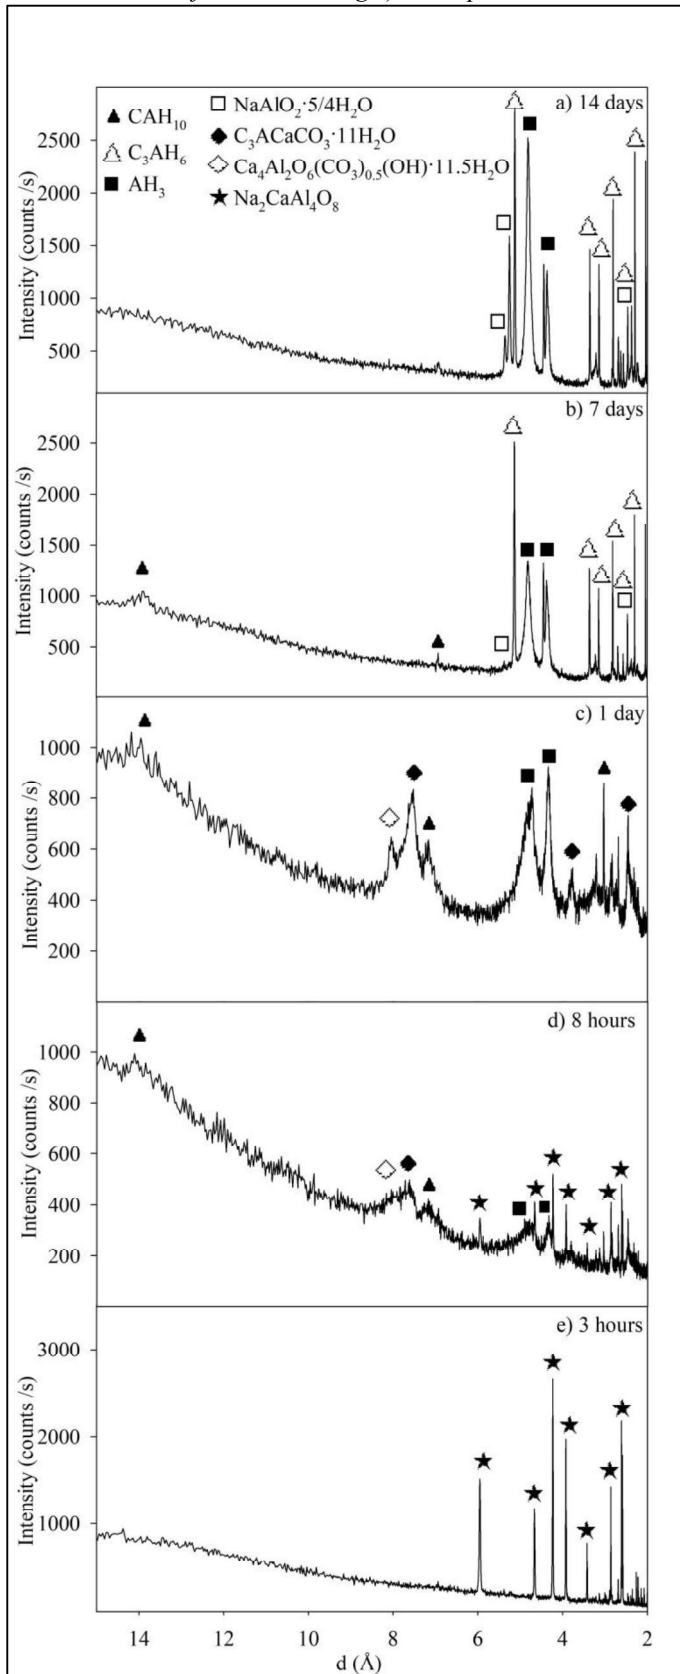 CAH10
C3AH6
AH3
NaAlO2·5/4H2O
C3ACaCO3·11H2O
Ca4Al2O6(CO3)0.5(OH)·11.5H2O
Na2CaAl4O8
a) 14 days
Intensity (counts /s)
2500
2000
1500
1000
500
b) 7 days
Intensity (counts /s)
2500
2000
1500
1000
500
c) 1 day
Intensity (counts /s)
1000
800
600
400
200
d) 8 hours
Intensity (counts /s)
1000
800
600
400
200
e) 3 hours
Intensity (counts /s)
3000
2000
1000
14 12 10 8 6 4 2
d (Å)